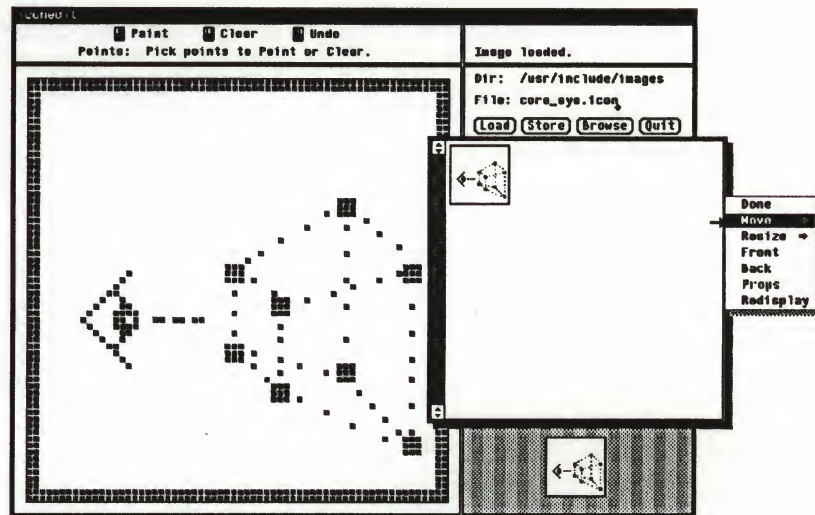 iconedit
Paint Clear Undo
Points: Pick points to Paint or Clear.
Image loaded.
Dir: /usr/include/images
File: core_eye.icon
Load Store Browse Quit
Done
Move
Resize
Front
Back
Props
Redisplay